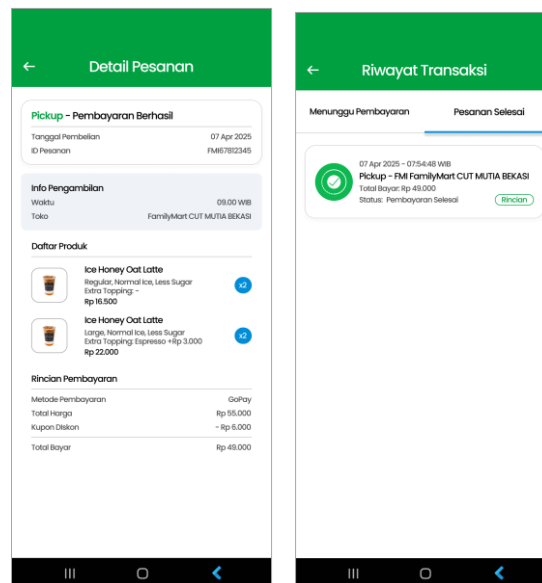 Detail Pesanan
Pickup - Pembayaran Berhasil
Tanggal Pembelian 07 Apr 2025
ID Pesanan FMI67812345
Info Pengambilan
Waktu 09.00 WIB
Toko FamilyMart CUT MUTIA BEKASI
Daftar Produk
Ice Honey Oat Latte
Regular, Normal Ice, Less Sugar
Extra Topping: -
Rp 16.500
x2
Ice Honey Oat Latte
Large, Normal Ice, Less Sugar
Extra Topping: Espresso +Rp 3.000
Rp 22.000
x2
Rincian Pembayaran
Metode Pembayaran GoPay
Total Harga Rp 55.000
Kupon Diskon - Rp 6.000
Total Bayar Rp 49.000
Riwayat Transaksi
Menunggu Pembayaran Pesanan Selesai
07 Apr 2025 - 07:54:48 WIB
Pickup - FMI FamilyMart CUT MUTIA BEKASI
Total Bayar: Rp 49.000
Status: Pembayaran Selesai Rincian